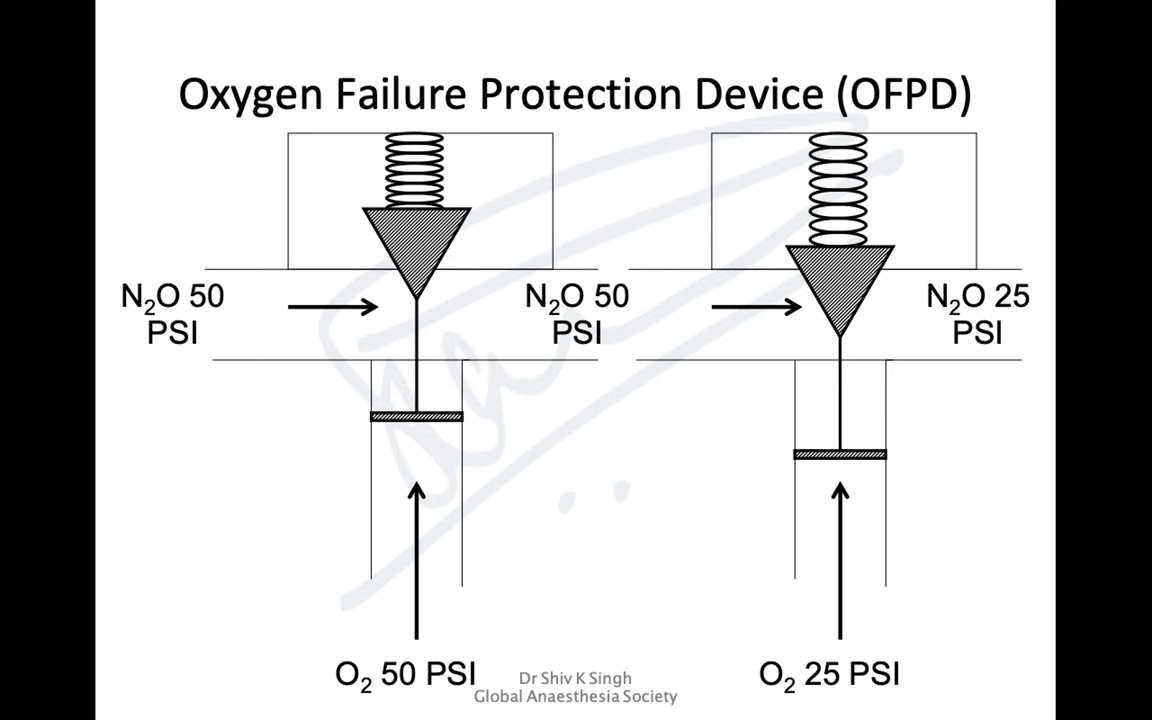 Oxygen Failure Protection Device (OFPD)
N₂O 50
PSI
N₂O 50
PSI
N₂O 25
PSI
O₂ 50 PSI
O₂ 25 PSI
Dr Shiv K Singh
Global Anaesthesia Society